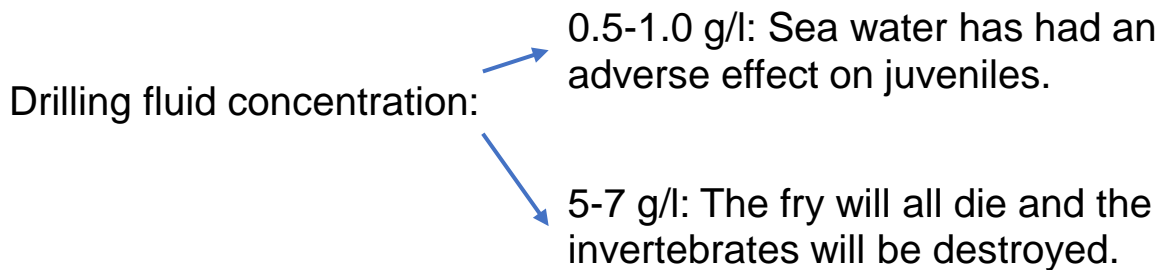 Drilling fluid concentration:
0.5-1.0 g/l: Sea water has had an
adverse effect on juveniles.
5-7 g/l: The fry will all die and the
invertebrates will be destroyed.